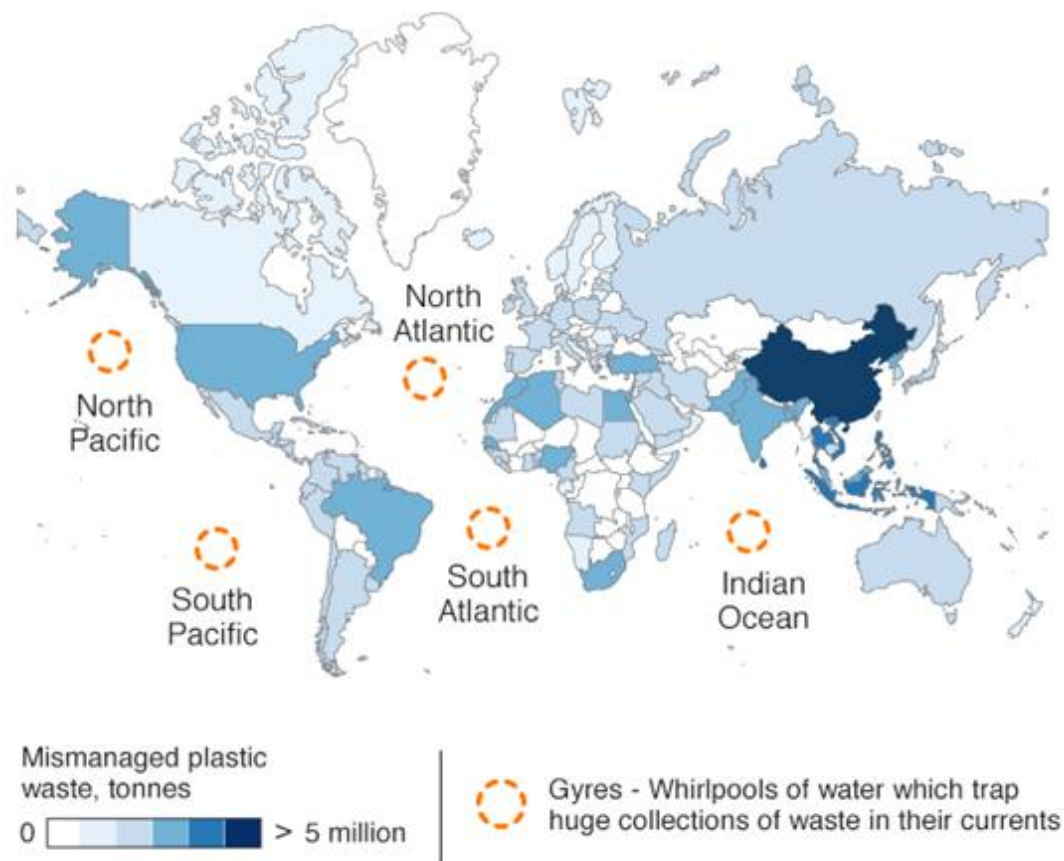 North
Atlantic
North
Pacific
South
Pacific
South
Atlantic
Indian
Ocean
Mismanaged plastic
waste, tonnes
0 > 5 million
Gyres - Whirlpools of water which trap
huge collections of waste in their currents